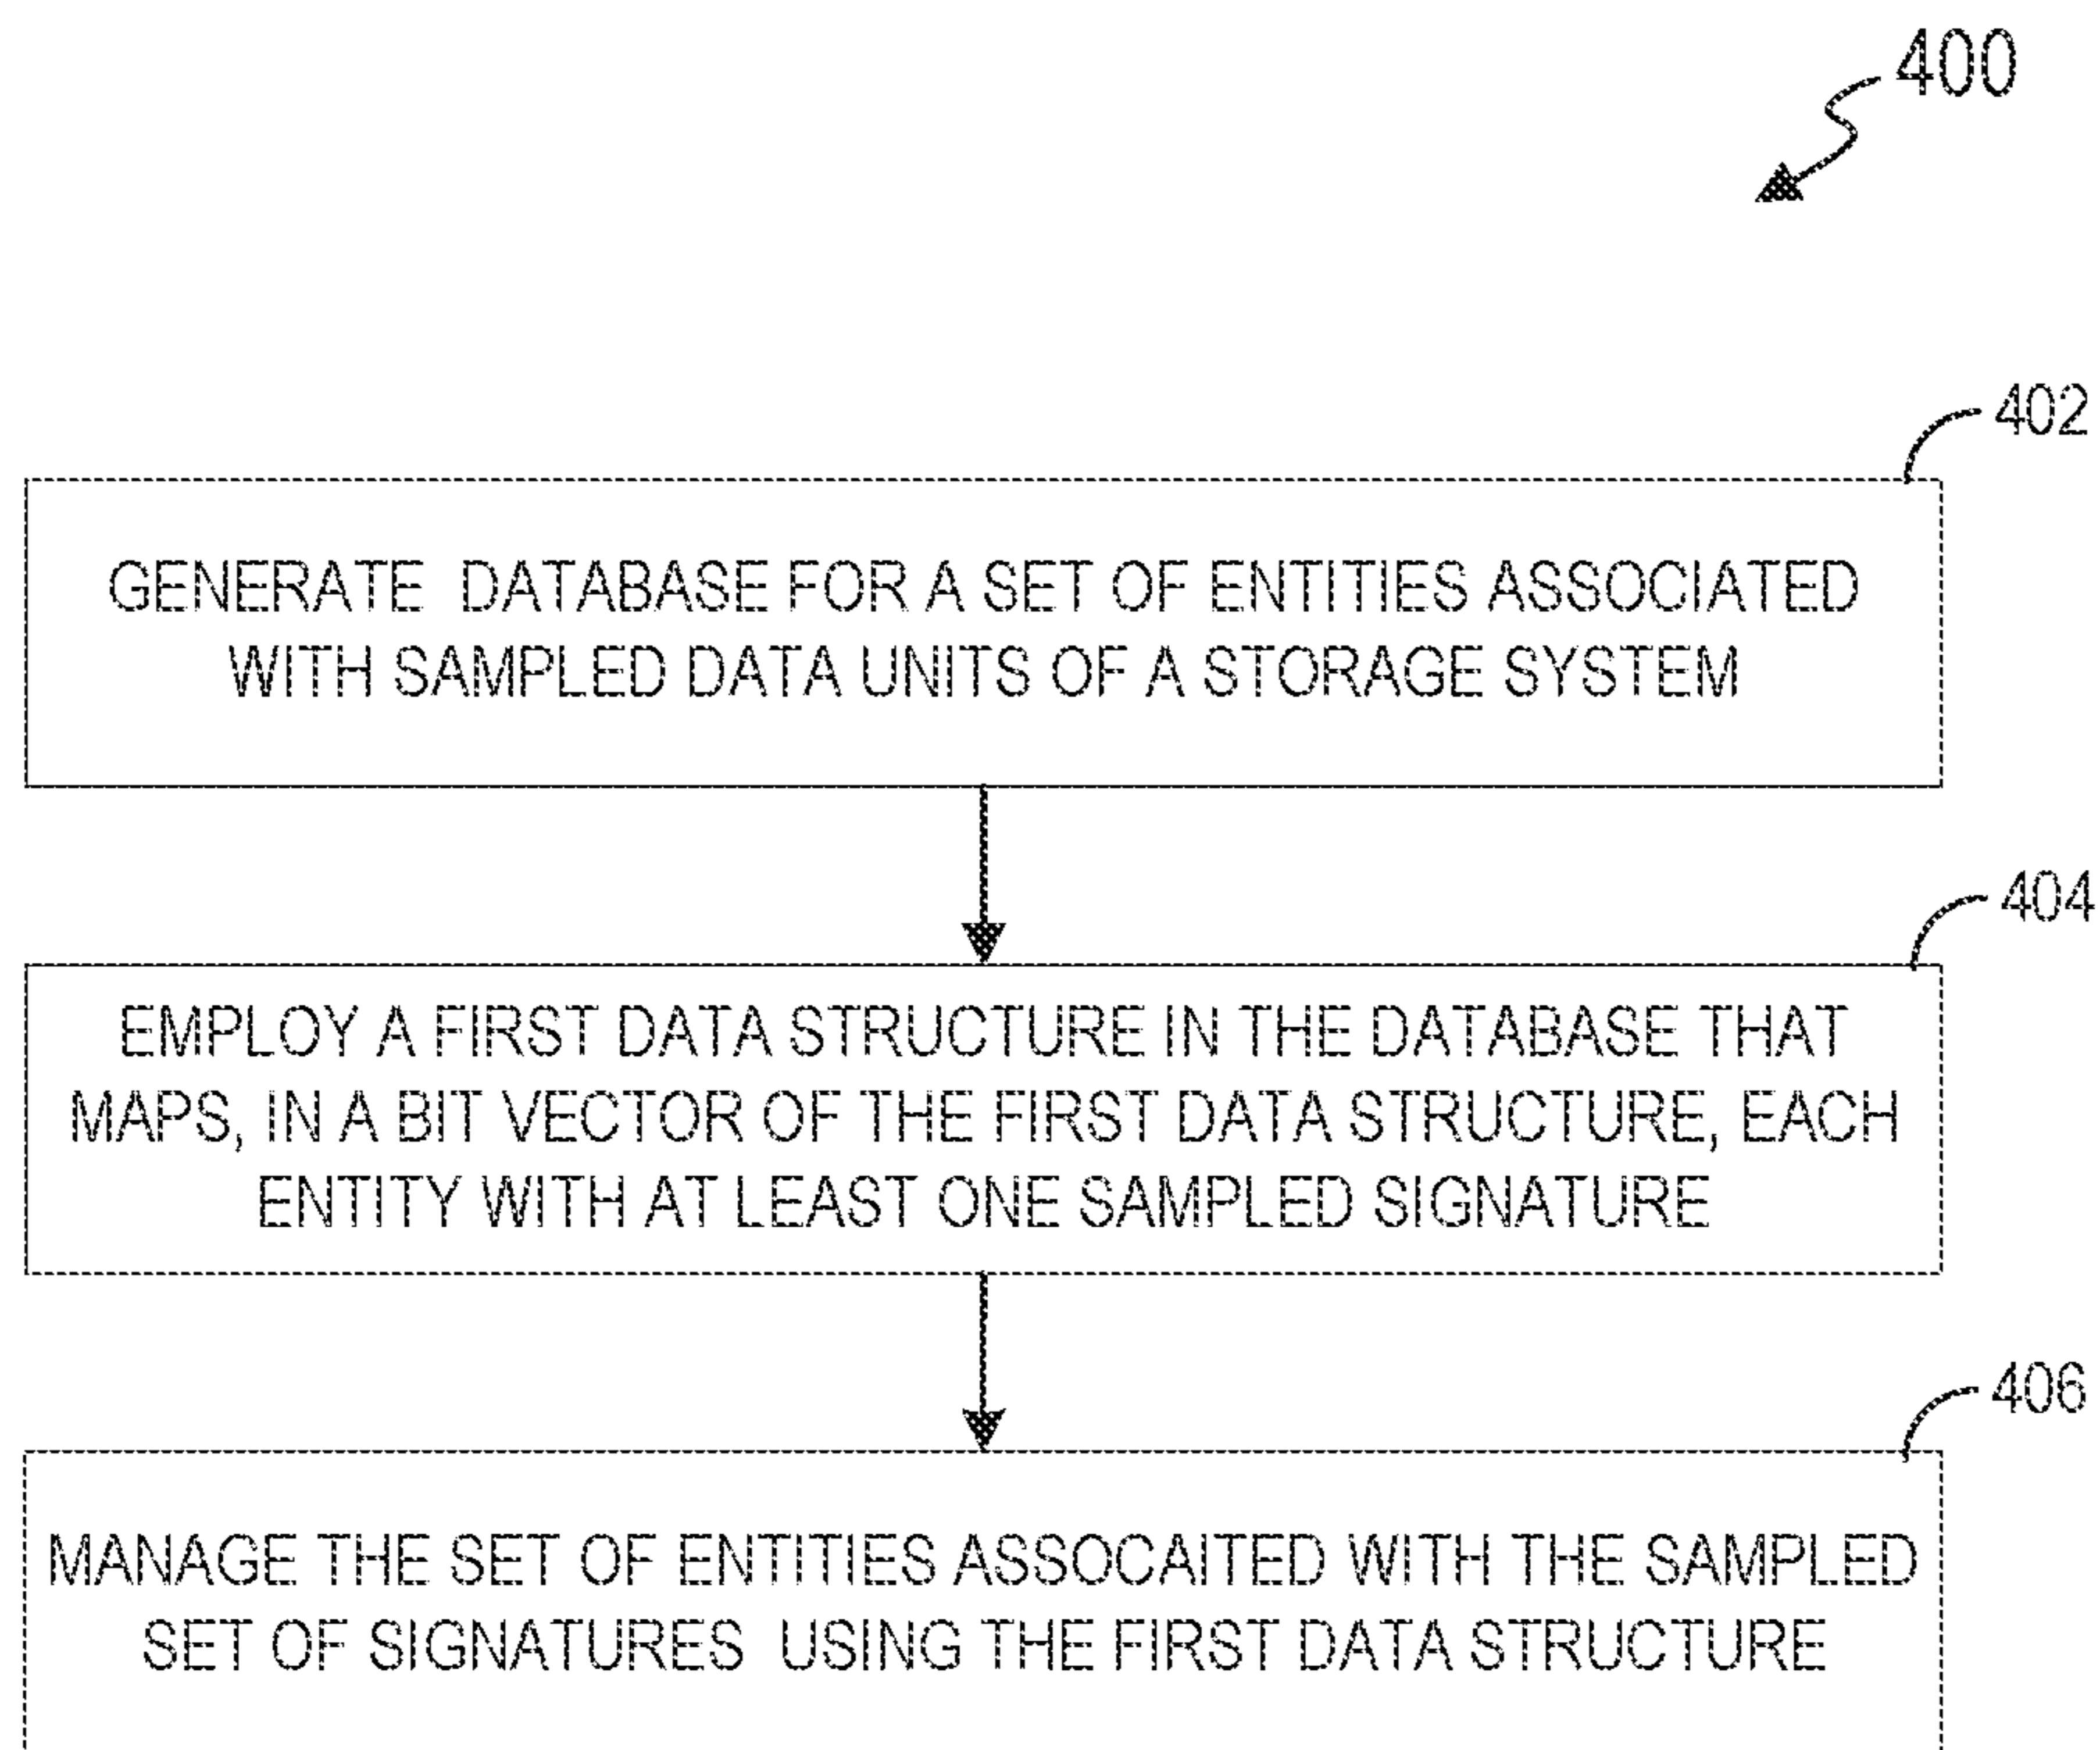 400
402
GENERATE DATABASE FOR A SET OF ENTITIES ASSOCIATED
WITH SAMPLED DATA UNITS OF A STORAGE SYSTEM
404
EMPLOY A FIRST DATA STRUCTURE IN THE DATABASE THAT
MAPS, IN A BIT VECTOR OF THE FIRST DATA STRUCTURE, EACH
ENTITY WITH AT LEAST ONE SAMPLED SIGNATURE
406
MANAGE THE SET OF ENTITIES ASSOCAITED WITH THE SAMPLED
SET OF SIGNATURES USING THE FIRST DATA STRUCTURE